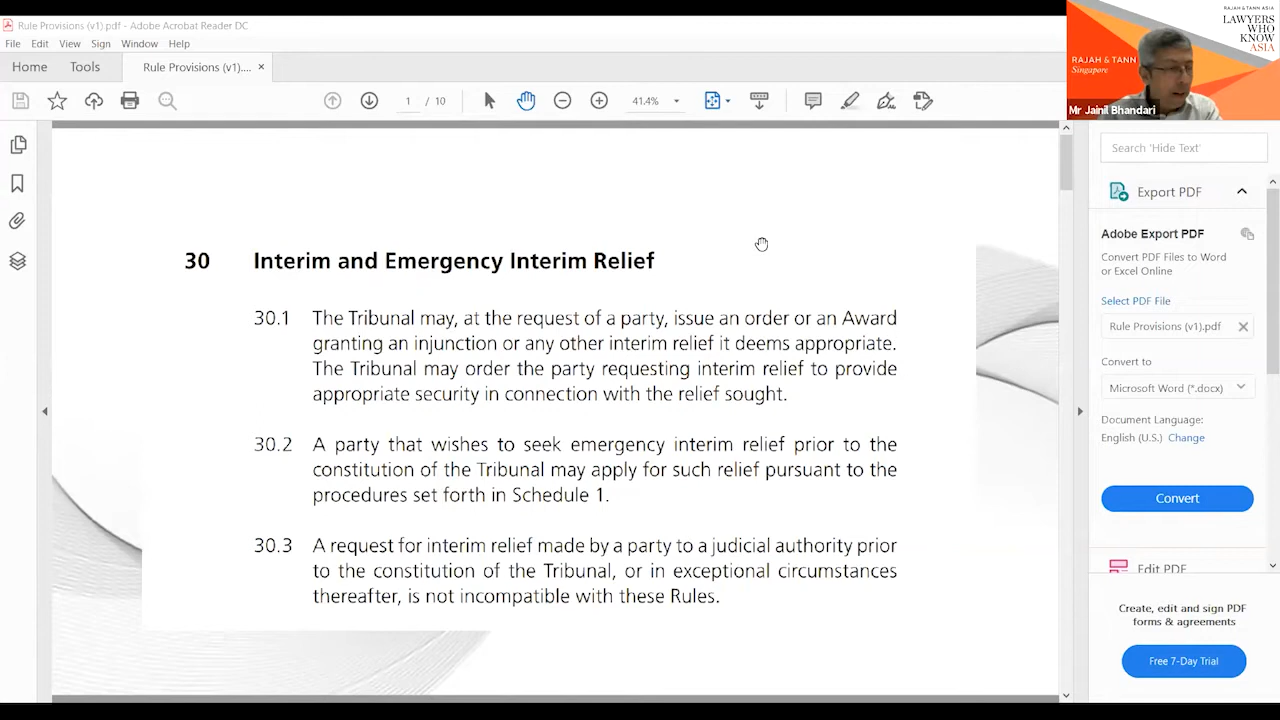 Rule Provisions (v1).pdf - Adobe Acrobat Reader DC
File Edit View Sign Window Help
Home Tools Rule Provisions (v1).... ×
1 / 10 41.4%
RAJAH & TANN ASIA
LAWYERS
WHO
KNOW
ASIA
RAJAH & TANN
Singapore
Mr Jainil Bhandari
30 Interim and Emergency Interim Relief
30.1 The Tribunal may, at the request of a party, issue an order or an Award
granting an injunction or any other interim relief it deems appropriate.
The Tribunal may order the party requesting interim relief to provide
appropriate security in connection with the relief sought.
30.2 A party that wishes to seek emergency interim relief prior to the
constitution of the Tribunal may apply for such relief pursuant to the
procedures set forth in Schedule 1.
30.3 A request for interim relief made by a party to a judicial authority prior
to the constitution of the Tribunal, or in exceptional circumstances
thereafter, is not incompatible with these Rules.
Search 'Hide Text'
Export PDF
Adobe Export PDF
Convert PDF Files to Word
or Excel Online
Select PDF File
Rule Provisions (v1).pdf
Convert to
Microsoft Word (*.docx)
Document Language:
English (U.S.) Change
Convert
Edit PDF
Create, edit and sign PDF
forms & agreements
Free 7-Day Trial